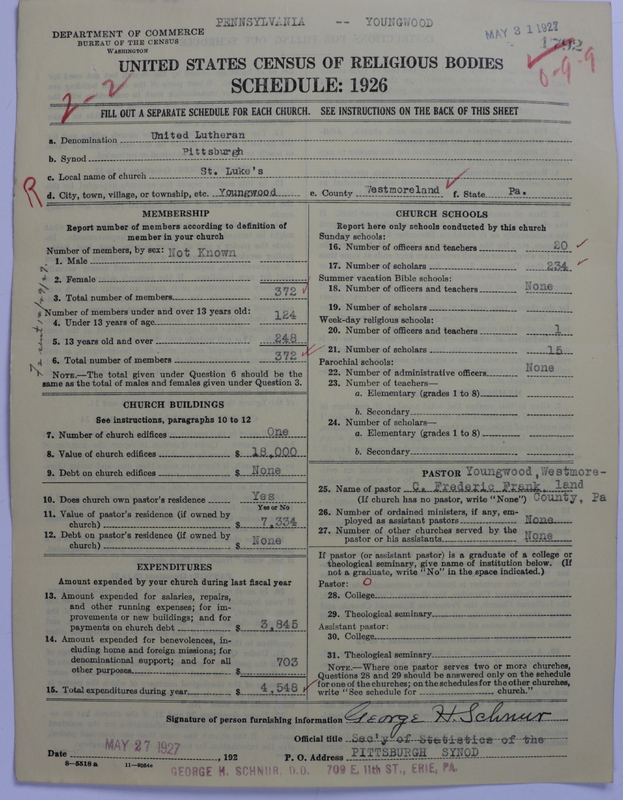 PENNSYLVANIA -- YOUNGWOOD
DEPARTMENT OF COMMERCE
BUREAU OF THE CENSUS
WASHINGTON
MAY 31 1927
1792
0-9-9
UNITED STATES CENSUS OF RELIGIOUS BODIES
SCHEDULE: 1926
2-2
FILL OUT A SEPARATE SCHEDULE FOR EACH CHURCH. SEE INSTRUCTIONS ON THE BACK OF THIS SHEET
a. Denomination United Lutheran
b. Synod Pittsburgh
c. Local name of church St. Luke's
R
d. City, town, village, or township, etc. Youngwood e. County Westmoreland f. State Pa.
MEMBERSHIP
Report number of members according to definition of
member in your church
Number of members, by sex: Not Known
1. Male
2. Female
3. Total number of members 372
Number of members under and over 13 years old:
4. Under 13 years of age 124
5. 13 years old and over 248
6. Total number of members 372
NOTE.—The total given under Question 6 should be the
same as the total of males and females given under Question 3.
CHURCH BUILDINGS
See instructions, paragraphs 10 to 12
7. Number of church edifices One
8. Value of church edifices $ 18,000
9. Debt on church edifices $ None
10. Does church own pastor's residence Yes
Yes or No
11. Value of pastor's residence (if owned by
church) $ 7,334
12. Debt on pastor's residence (if owned by
church) $ None
EXPENDITURES
Amount expended by your church during last fiscal year
13. Amount expended for salaries, repairs,
and other running expenses; for im-
provements or new buildings; and for
payments on church debt $ 3,845
14. Amount expended for benevolences, in-
cluding home and foreign missions; for
denominational support; and for all
other purposes $ 703
15. Total expenditures during year $ 4,548
CHURCH SCHOOLS
Report here only schools conducted by this church
Sunday schools:
16. Number of officers and teachers 20
17. Number of scholars 234
Summer vacation Bible schools:
18. Number of officers and teachers None
19. Number of scholars
Week-day religious schools:
20. Number of officers and teachers 1
21. Number of scholars 15
Parochial schools:
22. Number of administrative officers None
23. Number of teachers—
a. Elementary (grades 1 to 8)
b. Secondary
24. Number of scholars—
a. Elementary (grades 1 to 8)
b. Secondary
PASTOR Youngwood, Westmore-
25. Name of pastor C. Frederic Frank land
(If church has no pastor, write "None") County, Pa
26. Number of ordained ministers, if any, em-
ployed as assistant pastors None
27. Number of other churches served by the
pastor or his assistants None
If pastor (or assistant pastor) is a graduate of a college or
theological seminary, give name of institution below. (If
not a graduate, write "No" in the space indicated.)
Pastor: 0
28. College
29. Theological seminary
Assistant pastor:
30. College
31. Theological seminary
NOTE.—Where one pastor serves two or more churches,
Questions 28 and 29 should be answered only on the schedule
for one of the churches; on the schedules for the other churches,
write "See schedule for church."
Signature of person furnishing information George H. Schnur
Official title Sec'y of Statistics of the
Date MAY 27 1927, 192 P. O. Address PITTSBURGH SYNOD
8-5518a
GEORGE H. SCHNUR, D.D. 709 E. 11th ST., ERIE, PA.